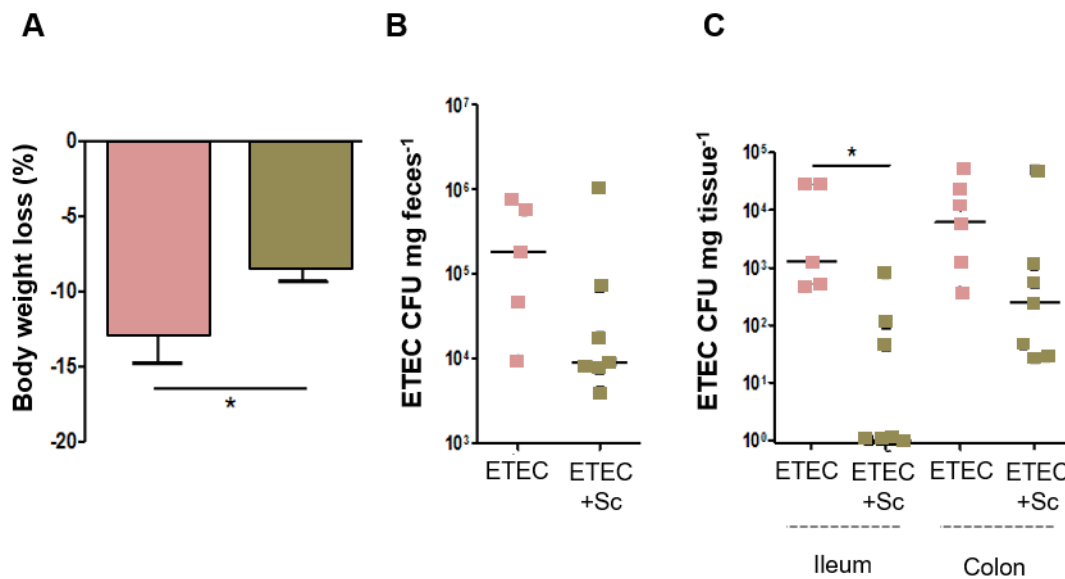 A
Body weight loss (%)
0
-5
-10
-15
-20
*
B
ETEC CFU mg feces⁻¹
10⁷
10⁶
10⁵
10⁴
10³
ETEC
ETEC
+Sc
C
ETEC CFU mg tissue⁻¹
10⁵
10⁴
10³
10²
10¹
10⁰
*
ETEC
ETEC
+Sc
ETEC
ETEC
+Sc
Ileum
Colon